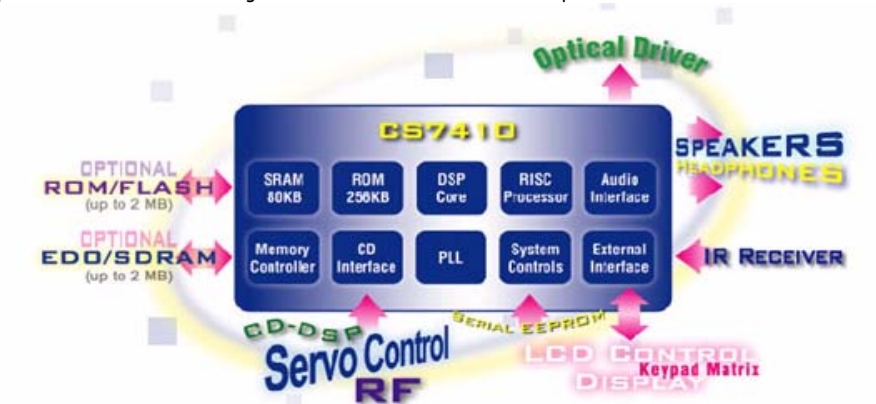 Optical Driver
CS7410
SPEAKERS
HEADPHONES
OPTIONAL
ROM/FLASH
(up to 2 MB)
SRAM
80KB
ROM
256KB
DSP
Core
RISC
Processor
Audio
Interface
OPTIONAL
EDO/SDRAM
(up to 2 MB)
Memory
Controller
CD
Interface
PLL
System
Controls
External
Interface
IR RECEIVER
CD-DSP
Servo Control
RF
SERIAL EEPROM
LCD CONTROL
Keypad Matrix
DISPLAY